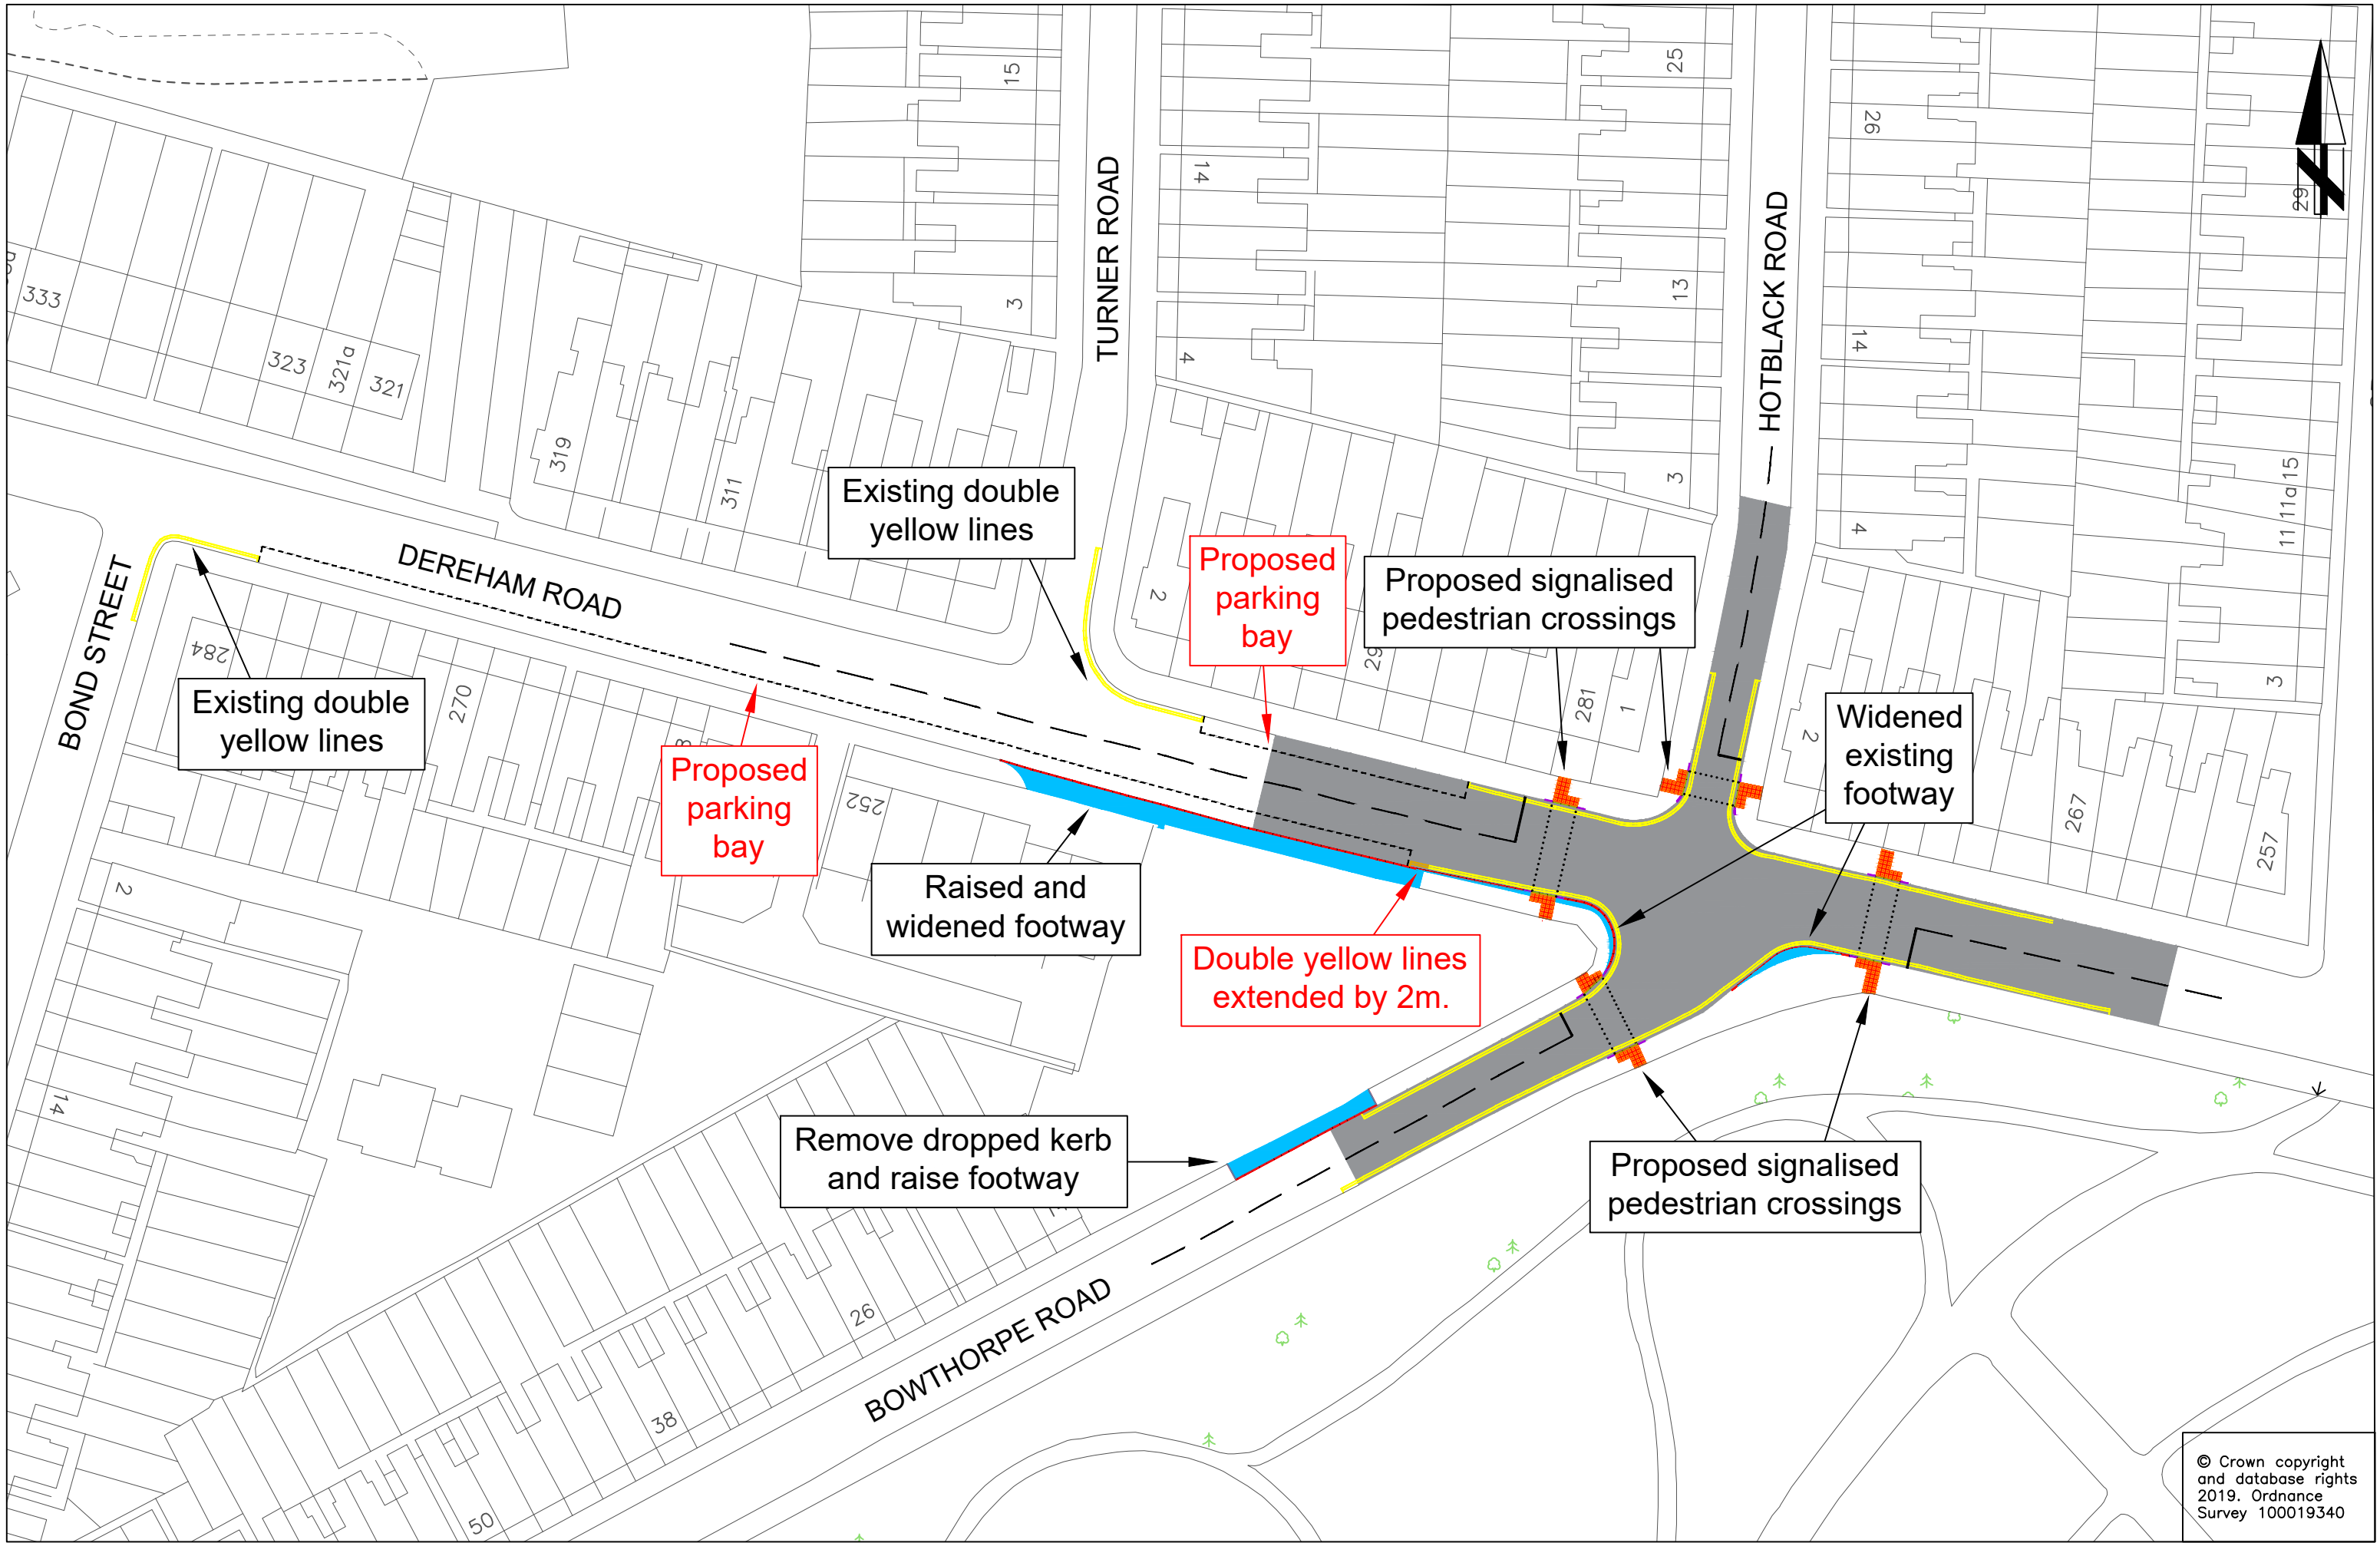 15
25
26
29
14
TURNER ROAD
HOTBLACK ROAD
333
3
13
323
321a
321
4
14
319
311
3
4
11 11a 15
Existing double
yellow lines
DEREHAM ROAD
BOND STREET
Proposed
parking
bay
Proposed signalised
pedestrian crossings
2
284
270
281
1
2
3
Existing double
yellow lines
Widened
existing
footway
Proposed
parking
bay
252
267
257
Raised and
widened footway
2
Double yellow lines
extended by 2m.
14
Remove dropped kerb
and raise footway
Proposed signalised
pedestrian crossings
26
BOWTHORPE ROAD
38
50
© Crown copyright
and database rights
2019. Ordnance
Survey 100019340